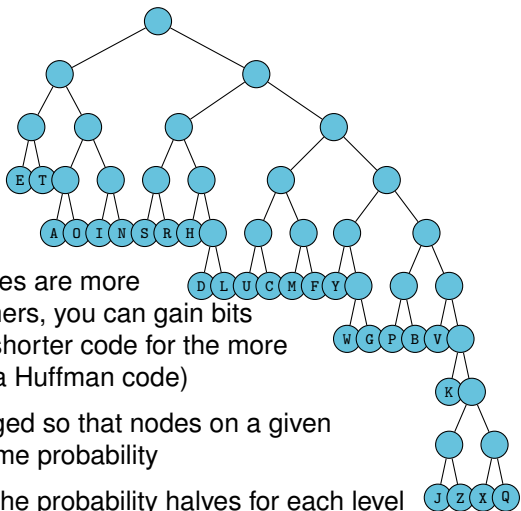 E T
A O I N S R H
D L U C M F Y
W G P B V
K
J Z X Q
es are more
ers, you can gain bits
shorter code for the more
a Huffman code)
ged so that nodes on a given
me probability
he probability halves for each level